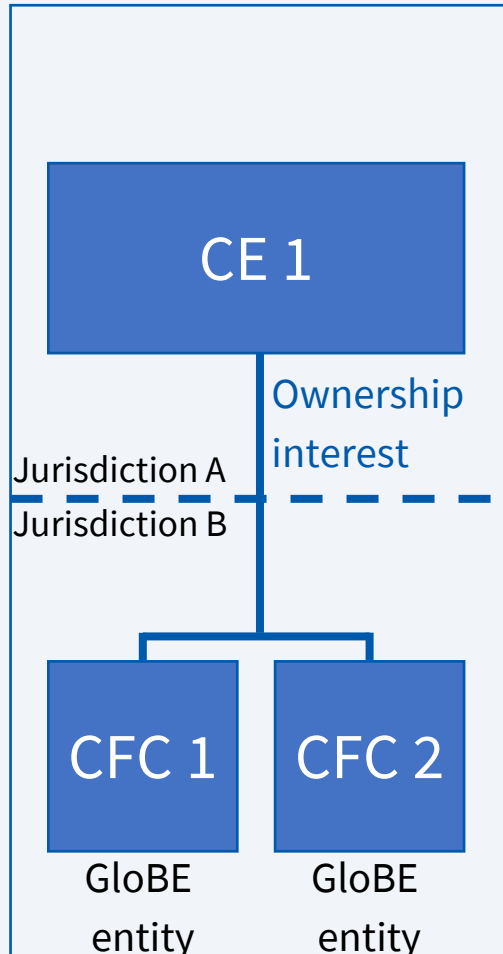 CE 1
Ownership
interest
Jurisdiction A
Jurisdiction B
CFC 1
CFC 2
GloBE
entity
GloBE
entity